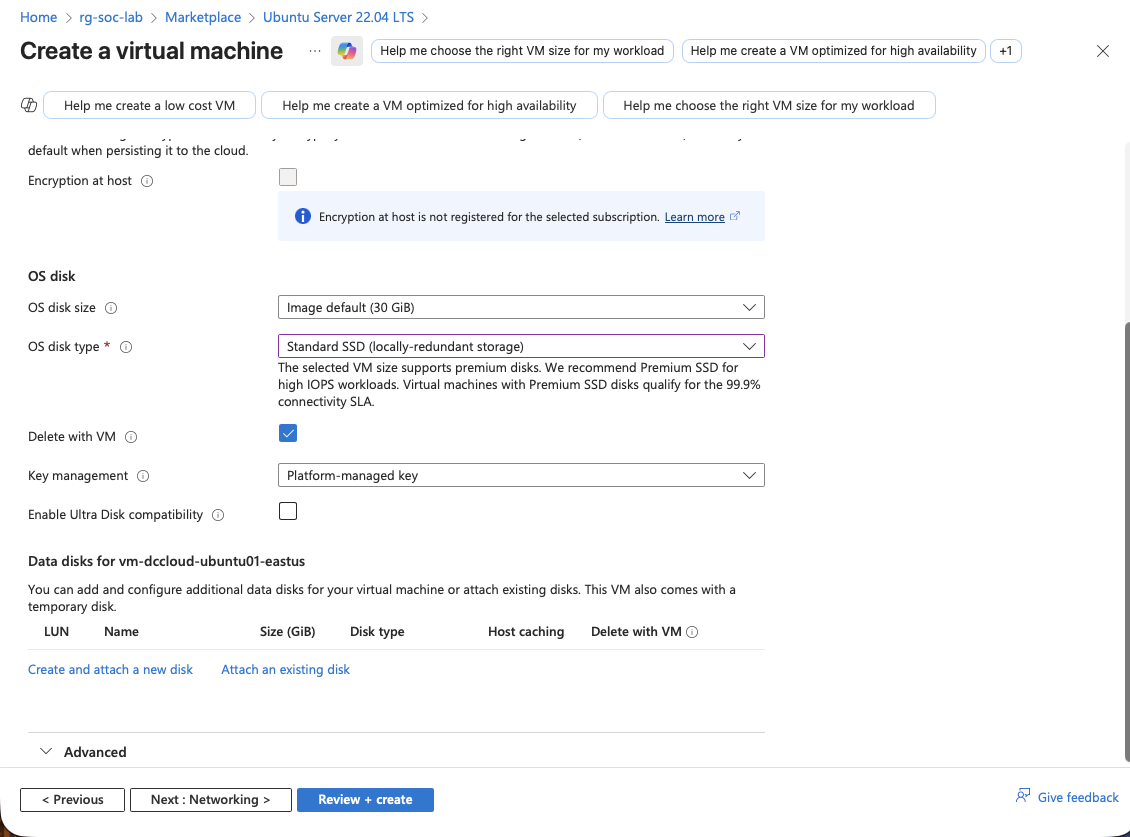 Home > rg-soc-lab > Marketplace > Ubuntu Server 22.04 LTS >
Create a virtual machine ... Help me choose the right VM size for my workload Help me create a VM optimized for high availability +1
Help me create a low cost VM Help me create a VM optimized for high availability Help me choose the right VM size for my workload
default when persisting it to the cloud.
Encryption at host
Encryption at host is not registered for the selected subscription. Learn more
OS disk
OS disk size Image default (30 GiB)
OS disk type * Standard SSD (locally-redundant storage)
The selected VM size supports premium disks. We recommend Premium SSD for
high IOPS workloads. Virtual machines with Premium SSD disks qualify for the 99.9%
connectivity SLA.
Delete with VM
Key management Platform-managed key
Enable Ultra Disk compatibility
Data disks for vm-dccloud-ubuntu01-eastus
You can add and configure additional data disks for your virtual machine or attach existing disks. This VM also comes with a
temporary disk.
LUN Name Size (GiB) Disk type Host caching Delete with VM
Create and attach a new disk Attach an existing disk
Advanced
< Previous Next : Networking > Review + create Give feedback